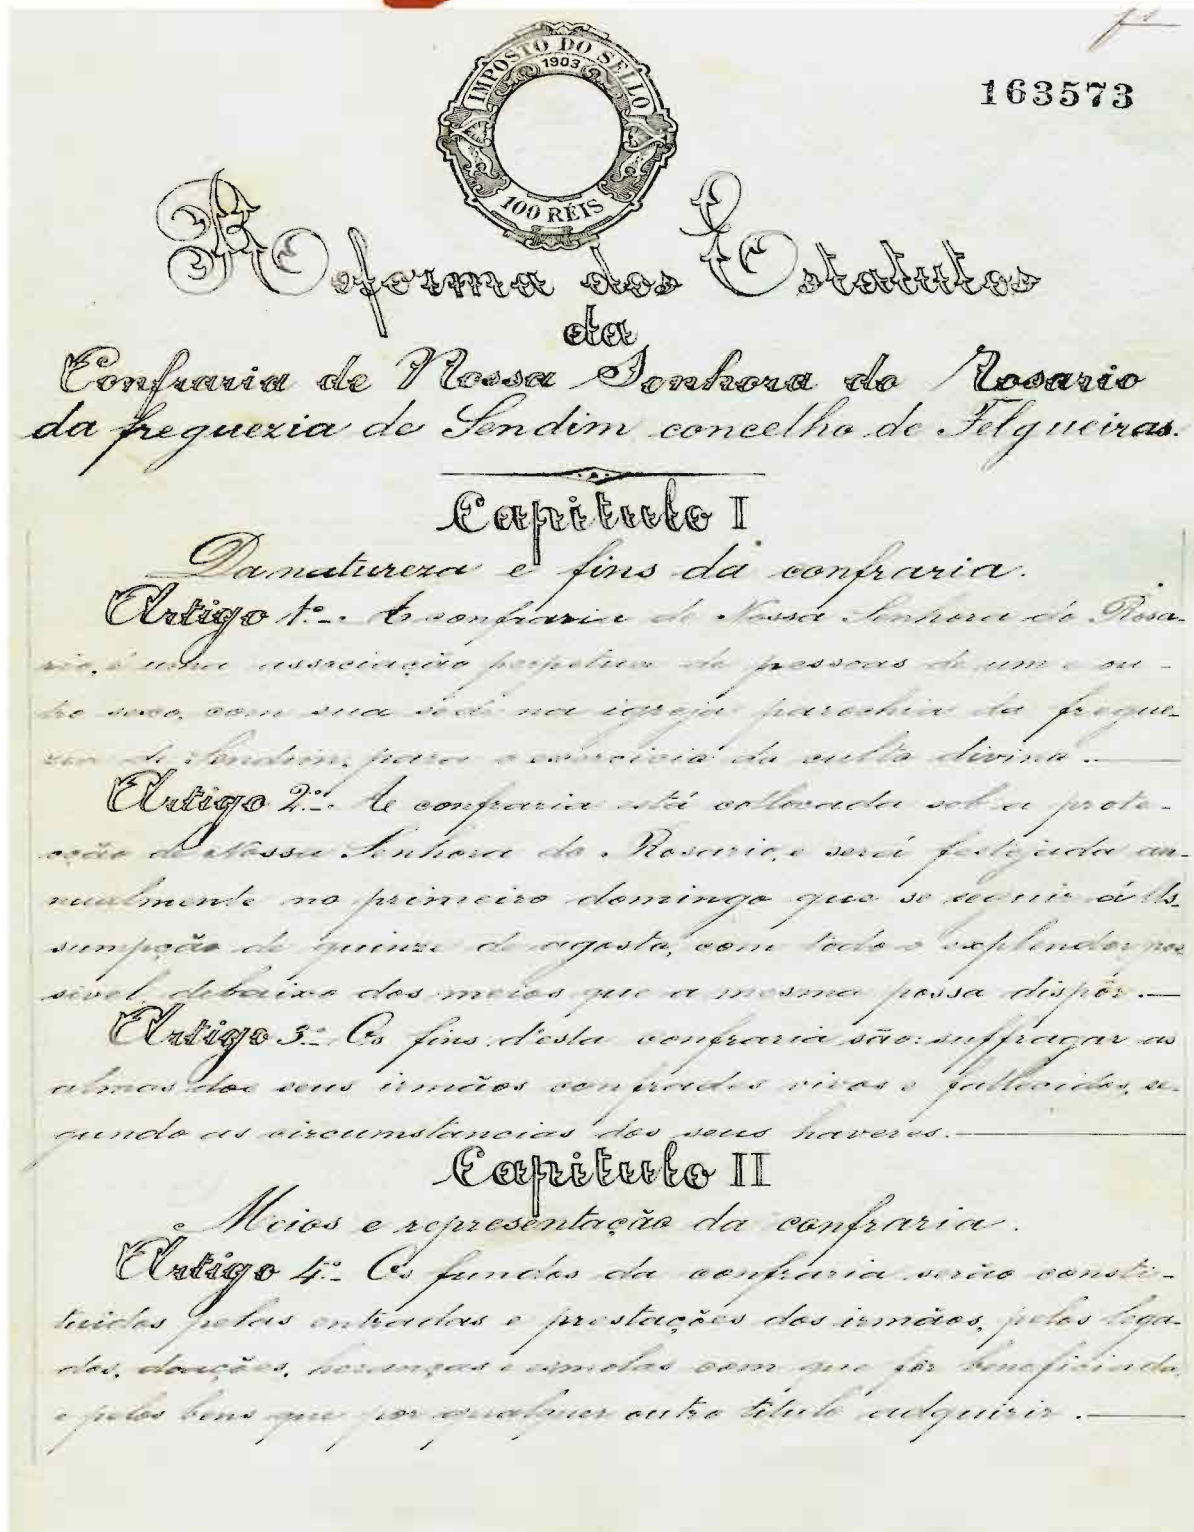 IMPOSTO DO SELLO
1903
100 RÉIS
163573
Reforma dos Estatutos
da
Confraria de Nossa Senhora do Rosario
da freguezia de Sendim concelho de Felgueiras.
Capitulo I
Da natureza e fins da confraria.
Artigo 1.º A confraria de Nossa Senhora do Rosa-
rio, é uma associação perpetua de pessoas de um e ou-
tro sexo, com sua séde na igreja parochia da fregue-
zia de Sendim, para o exercicio do culto divino.
Artigo 2.º A confraria está collocada sob a prote-
cção de Nossa Senhora do Rosario, e será festejada an-
nualmente no primeiro domingo que se seguir á As-
sumpção de quinze de agosto, com todo o explendor pos
sivel, debaixo dos meios que a mesma possa dispôr.
Artigo 3.º Os fins d'esta confraria são: suffragar as
almas dos seus irmãos confrades vivos e fallecidos, se-
gundo as circumstancias dos seus haveres.
Capitulo II
Meios e representação da confraria.
Artigo 4.º Os fundos da confraria serão consti-
tuidos pelas entradas e prestações dos irmãos, pelos lega-
dos, doações, heranças e esmolas com que fôr beneficiada,
e pelos bens que por qualquer outro titulo adquirir.